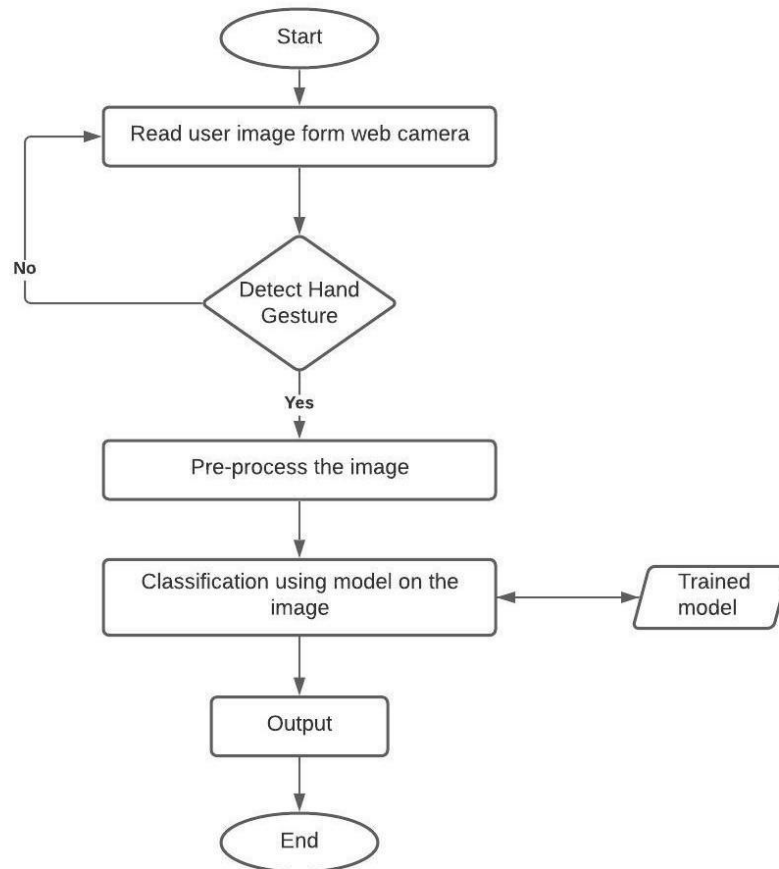 Start
Read user image form web camera
No
Detect Hand
Gesture
Yes
Pre-process the image
Classification using model on the
image
Trained
model
Output
End